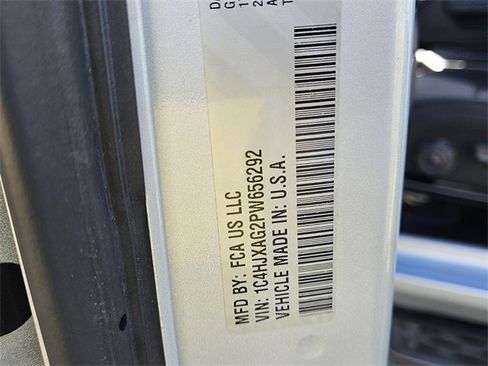 MFD BY: FCA US LLC
VIN: 1C4HJXAG2PW656292
VEHICLE MADE IN: U.S.A.